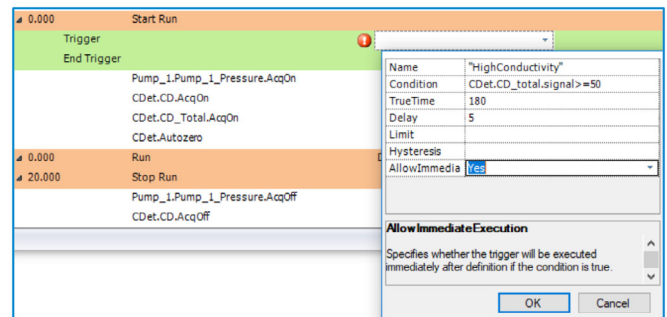 0.000 Start Run
Trigger
End Trigger
Pump_1.Pump_1_Pressure.AcqOn
CDet.CD.AcqOn
CDet.CD_Total.AcqOn
CDet.Autozero
0.000 Run
20.000 Stop Run
Pump_1.Pump_1_Pressure.AcqOff
CDet.CD.AcqOff
Name "HighConductivity"
Condition CDet.CD_total.signal>=50
TrueTime 180
Delay 5
Limit
Hysteresis
AllowImmedia Yes
AllowImmediateExecution
Specifies whether the trigger will be executed
immediately after definition if the condition is true.
OK Cancel